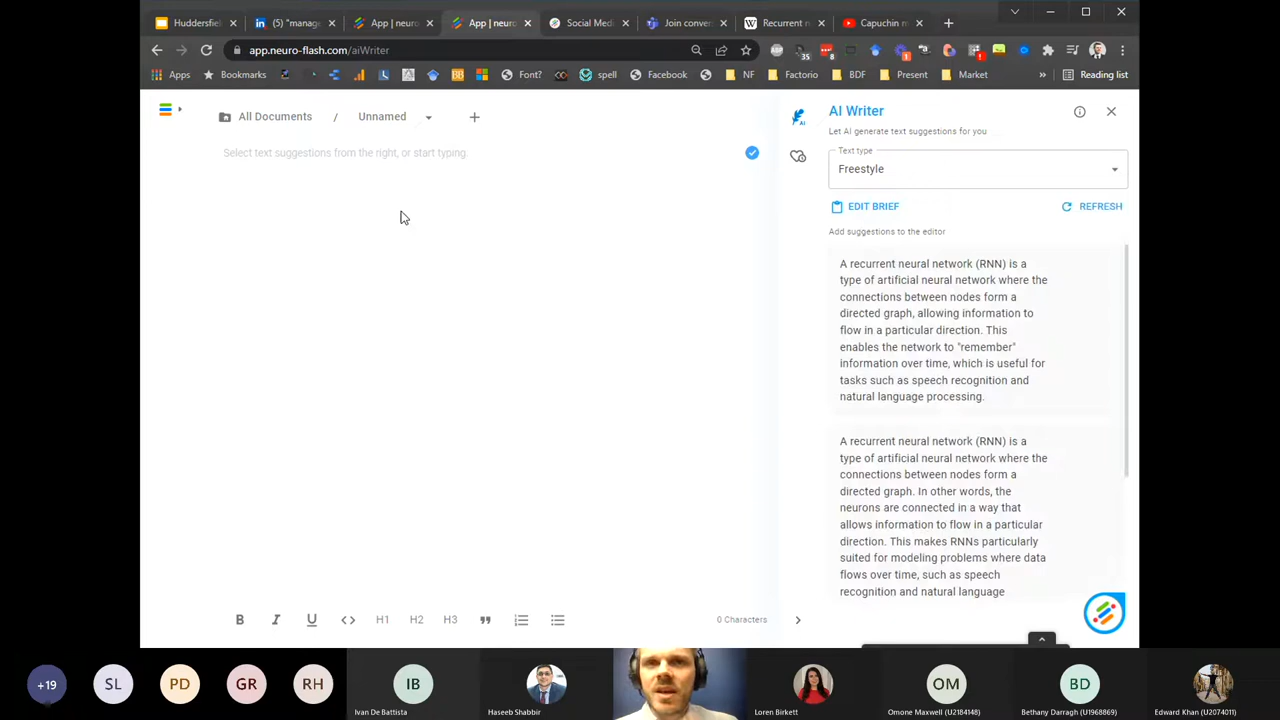 Huddersfield
(5) "manage
App | neuro
App | neuro
Social Medi
Join convers
Recurrent n
Capuchin m
app.neuro-flash.com/aiWriter
35
8
1
Apps
Bookmarks
BB
Font?
spell
Facebook
NF
Factorio
BDF
Present
Market
Reading list
All Documents / Unnamed
Select text suggestions from the right, or start typing
AI
AI Writer
Let AI generate text suggestions for you
Text type
Freestyle
EDIT BRIEF
REFRESH
Add suggestions to the editor
A recurrent neural network (RNN) is a
type of artificial neural network where the
connections between nodes form a
directed graph, allowing information to
flow in a particular direction. This
enables the network to "remember"
information over time, which is useful for
tasks such as speech recognition and
natural language processing.
A recurrent neural network (RNN) is a
type of artificial neural network where the
connections between nodes form a
directed graph. In other words, the
neurons are connected in a way that
allows information to flow in a particular
direction. This makes RNNs particularly
suited for modeling problems where data
flows over time, such as speech
recognition and natural language
B I U <> H1 H2 H3
0 Characters
+19
SL
PD
GR
RH
IB
Ivan De Battista
Haseeb Shabbir
Loren Birkett
OM
Omone Maxwell (U2184148)
BD
Bethany Darragh (U1968869)
Edward Khan (U2074011)